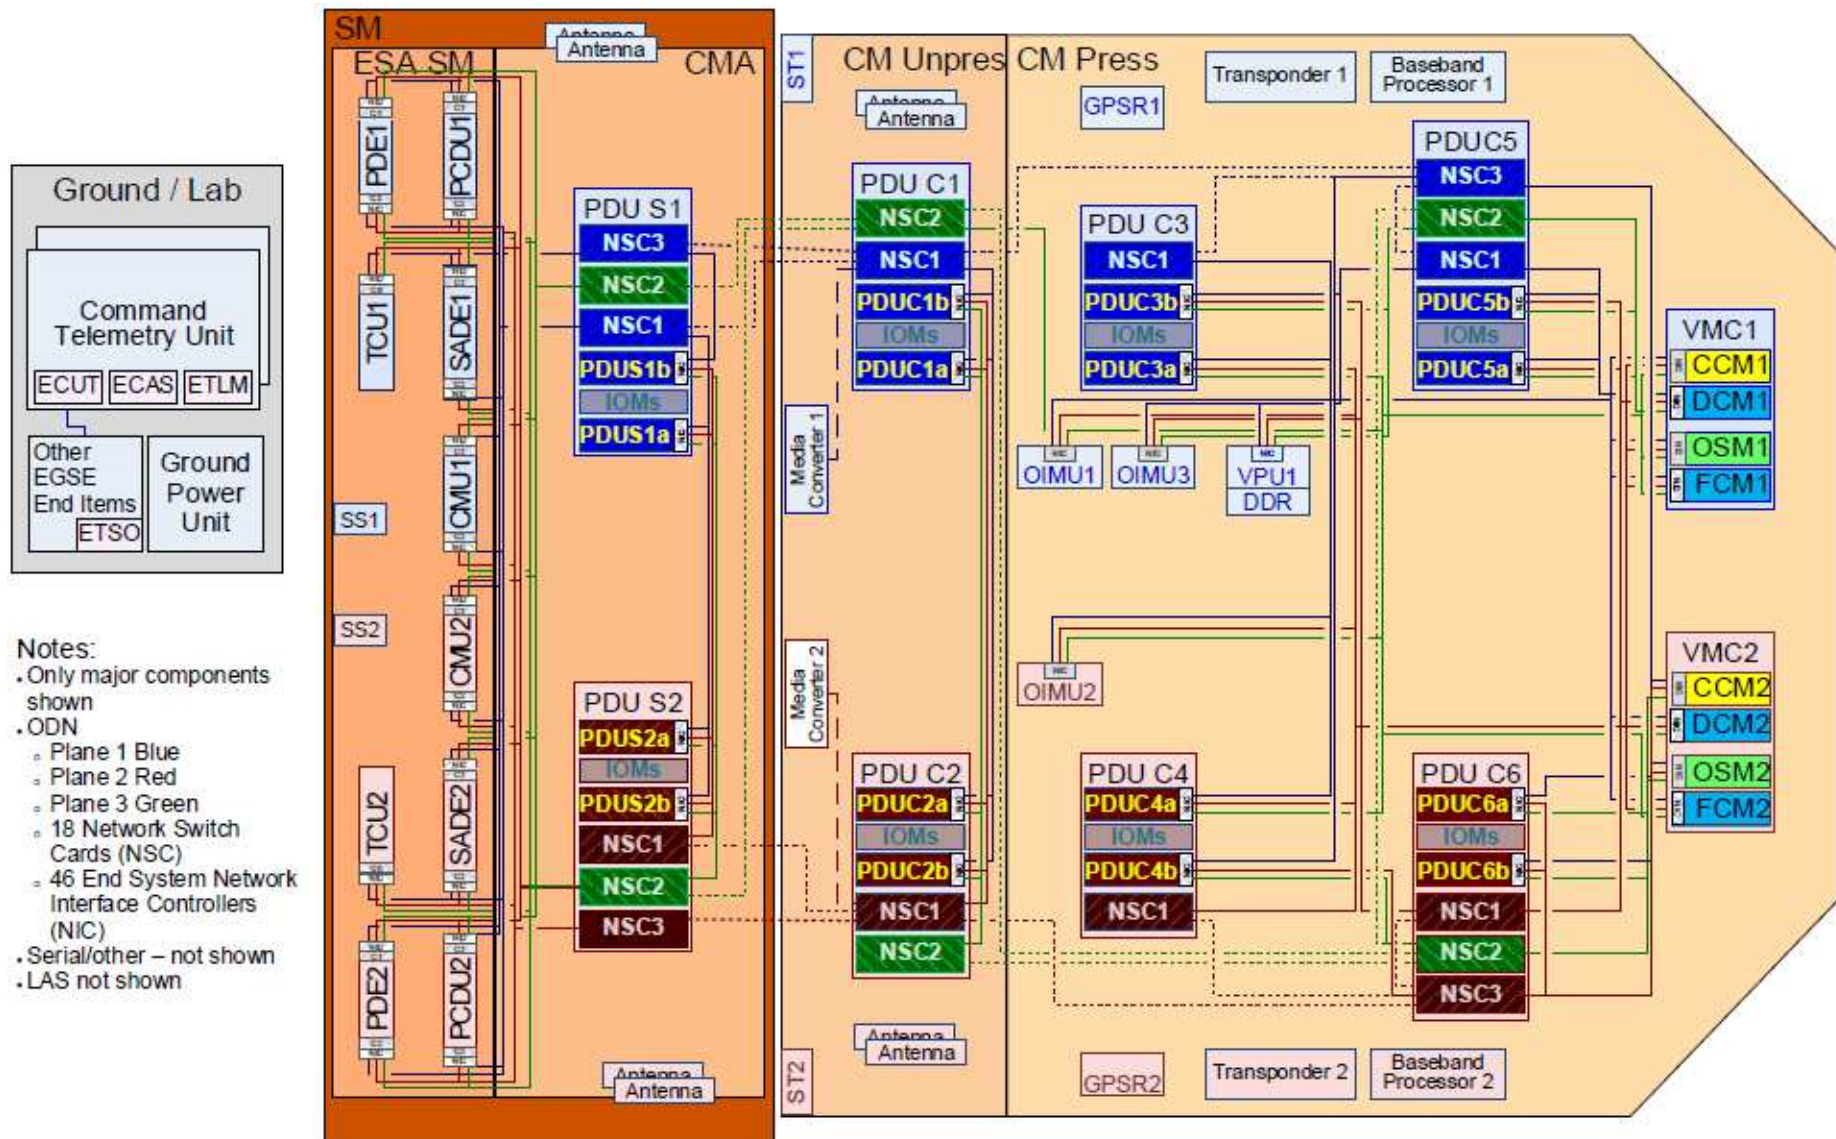 SM
ESA SM
Antenna
Antenna
CMA
PDE1
PCDU1
TCU1
SADE1
CMU1
SS1
SS2
CMU2
TCU2
SADE2
PDE2
PCDU2
PDU S1
NSC3
NSC2
NSC1
PDUS1b
IOMs
PDUS1a
PDU S2
PDUS2a
IOMs
PDUS2b
NSC1
NSC2
NSC3
Antenna
Antenna
Ground / Lab
Command
Telemetry Unit
ECUT
ECAS
ETLM
Other
EGSE
End Items
ETSO
Ground
Power
Unit
Notes:
• Only major components
shown
• ODN
o Plane 1 Blue
o Plane 2 Red
o Plane 3 Green
o 18 Network Switch
Cards (NSC)
o 46 End System Network
Interface Controllers
(NIC)
• Serial/other – not shown
• LAS not shown
ST1
CM Unpres
Antenna
Antenna
PDU C1
NSC2
NSC1
PDUC1b
IOMs
PDUC1a
Media
Converter 1
Media
Converter 2
PDU C2
PDUC2a
IOMs
PDUC2b
NSC1
NSC2
Antenna
Antenna
ST2
CM Press
GPSR1
Transponder 1
Baseband
Processor 1
PDU C3
NSC1
PDUC3b
IOMs
PDUC3a
PDUC5
NSC3
NSC2
NSC1
PDUC5b
IOMs
PDUC5a
NIC
OIMU1
NIC
OIMU3
NIC
VPU1
DDR
NIC
OIMU2
VMC1
CCM1
DCM1
OSM1
FCM1
VMC2
CCM2
DCM2
OSM2
FCM2
PDU C4
PDUC4a
IOMs
PDUC4b
NSC1
PDU C6
PDUC6a
IOMs
PDUC6b
NSC1
NSC2
NSC3
GPSR2
Transponder 2
Baseband
Processor 2